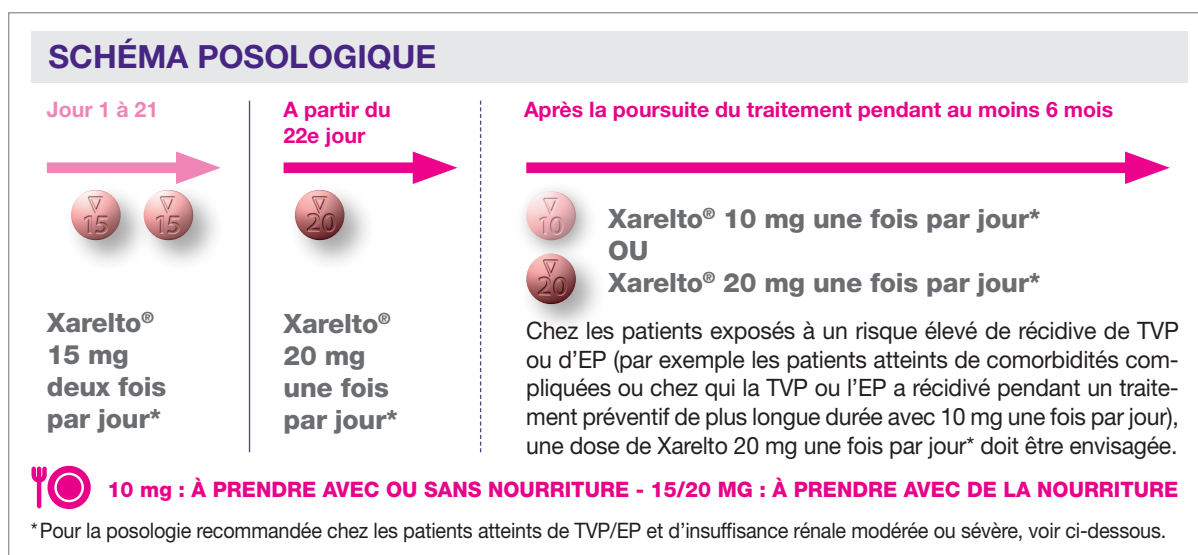 SCHÉMA POSOLOGIQUE
Jour 1 à 21
15
15
Xarelto®
15 mg
deux fois
par jour*
A partir du
22e jour
20
Xarelto®
20 mg
une fois
par jour*
Après la poursuite du traitement pendant au moins 6 mois
10
Xarelto® 10 mg une fois par jour*
OU
20
Xarelto® 20 mg une fois par jour*
Chez les patients exposés à un risque élevé de récidive de TVP
ou d’EP (par exemple les patients atteints de comorbidités com-
pliquées ou chez qui la TVP ou l’EP a récidivé pendant un traite-
ment préventif de plus longue durée avec 10 mg une fois par jour),
une dose de Xarelto 20 mg une fois par jour* doit être envisagée.
10 mg : À PRENDRE AVEC OU SANS NOURRITURE - 15/20 MG : À PRENDRE AVEC DE LA NOURRITURE
*Pour la posologie recommandée chez les patients atteints de TVP/EP et d’insuffisance rénale modérée ou sévère, voir ci-dessous.